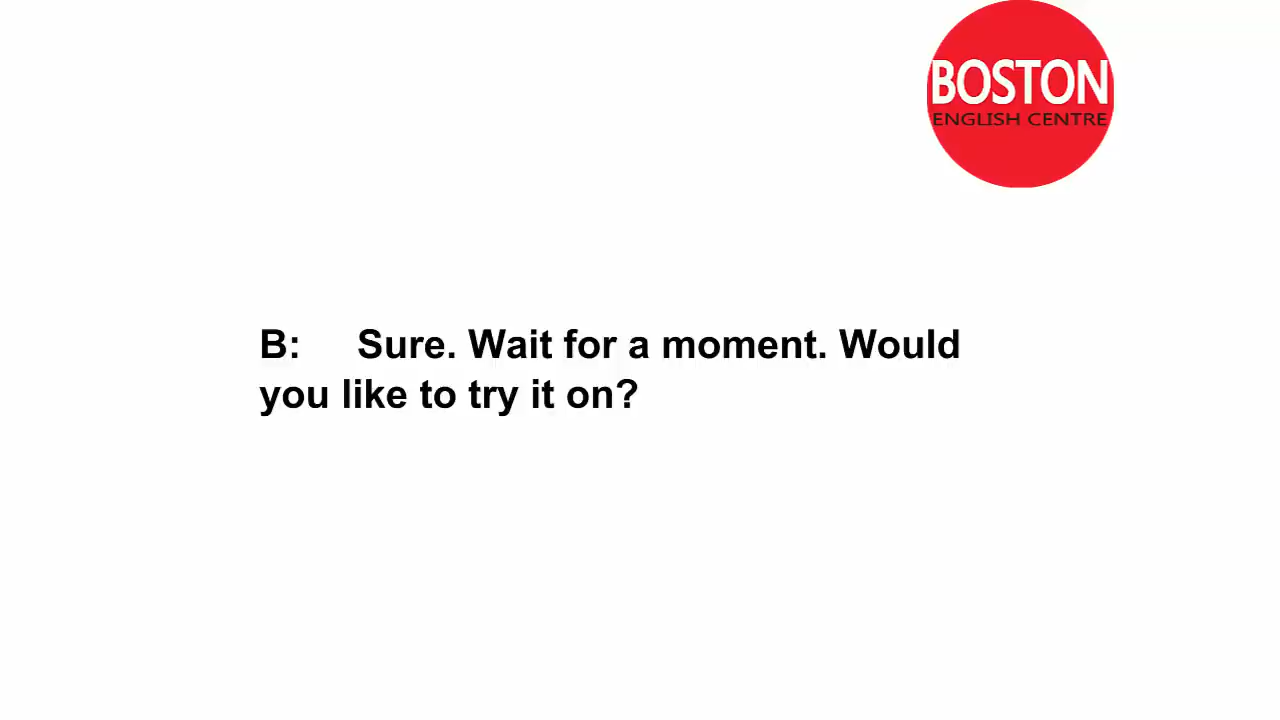 BOSTON
ENGLISH CENTRE
B: Sure. Wait for a moment. Would
you like to try it on?